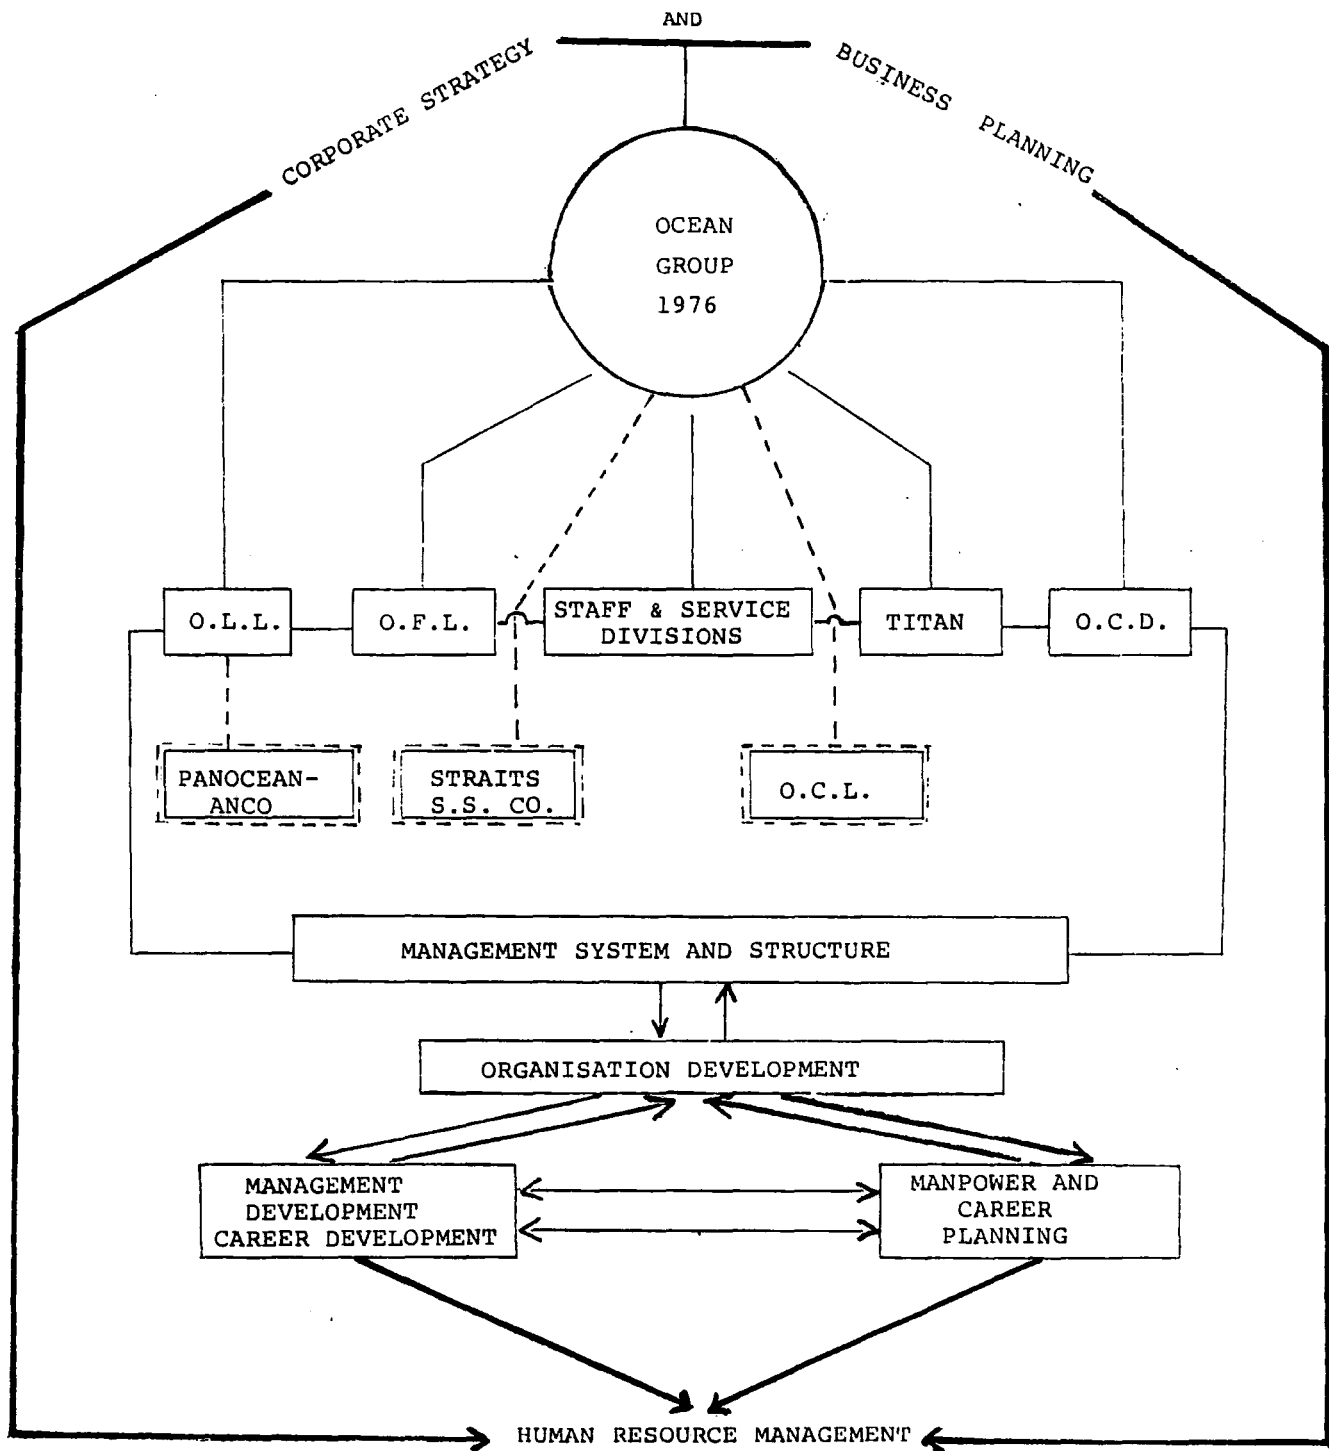 AND
CORPORATE STRATEGY
BUSINESS PLANNING
OCEAN
GROUP
1976
O.L.L.
O.F.L.
STAFF & SERVICE
DIVISIONS
TITAN
O.C.D.
PANOCEAN-
ANCO
STRAITS
S.S. CO.
O.C.L.
MANAGEMENT SYSTEM AND STRUCTURE
ORGANISATION DEVELOPMENT
MANAGEMENT
DEVELOPMENT
CAREER DEVELOPMENT
MANPOWER AND
CAREER
PLANNING
HUMAN RESOURCE MANAGEMENT